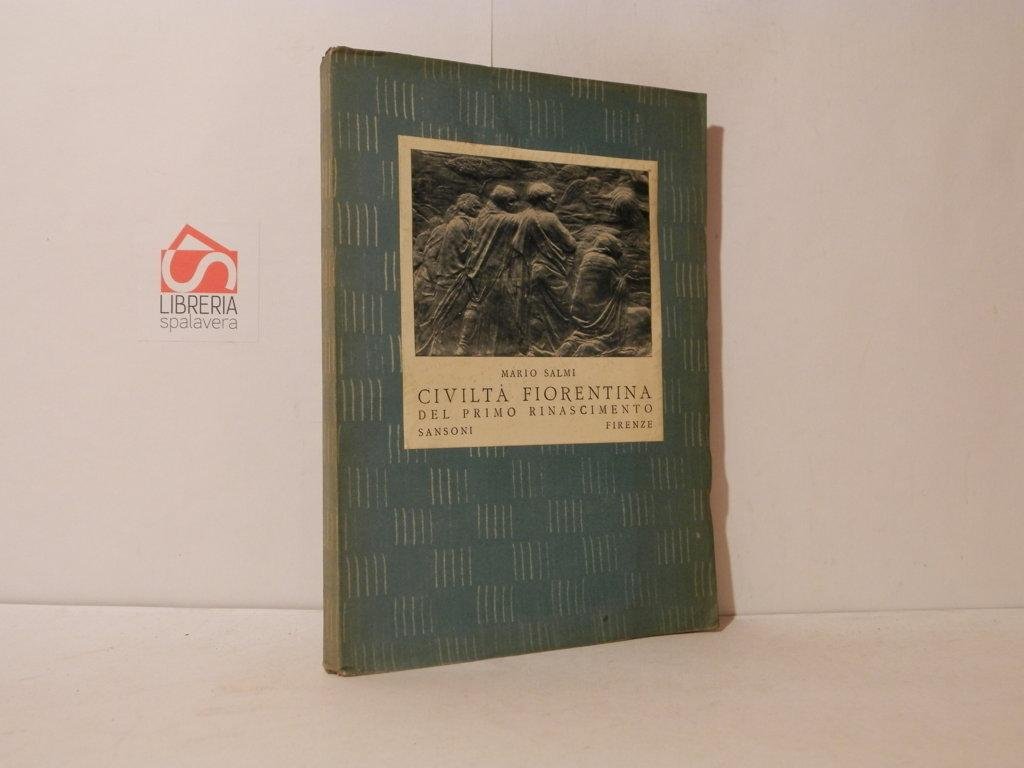 LIBRERIA
spalavera
MARIO SALMI
CIVILTÀ FIORENTINA
DEL PRIMO RINASCIMENTO
SANSONI FIRENZE